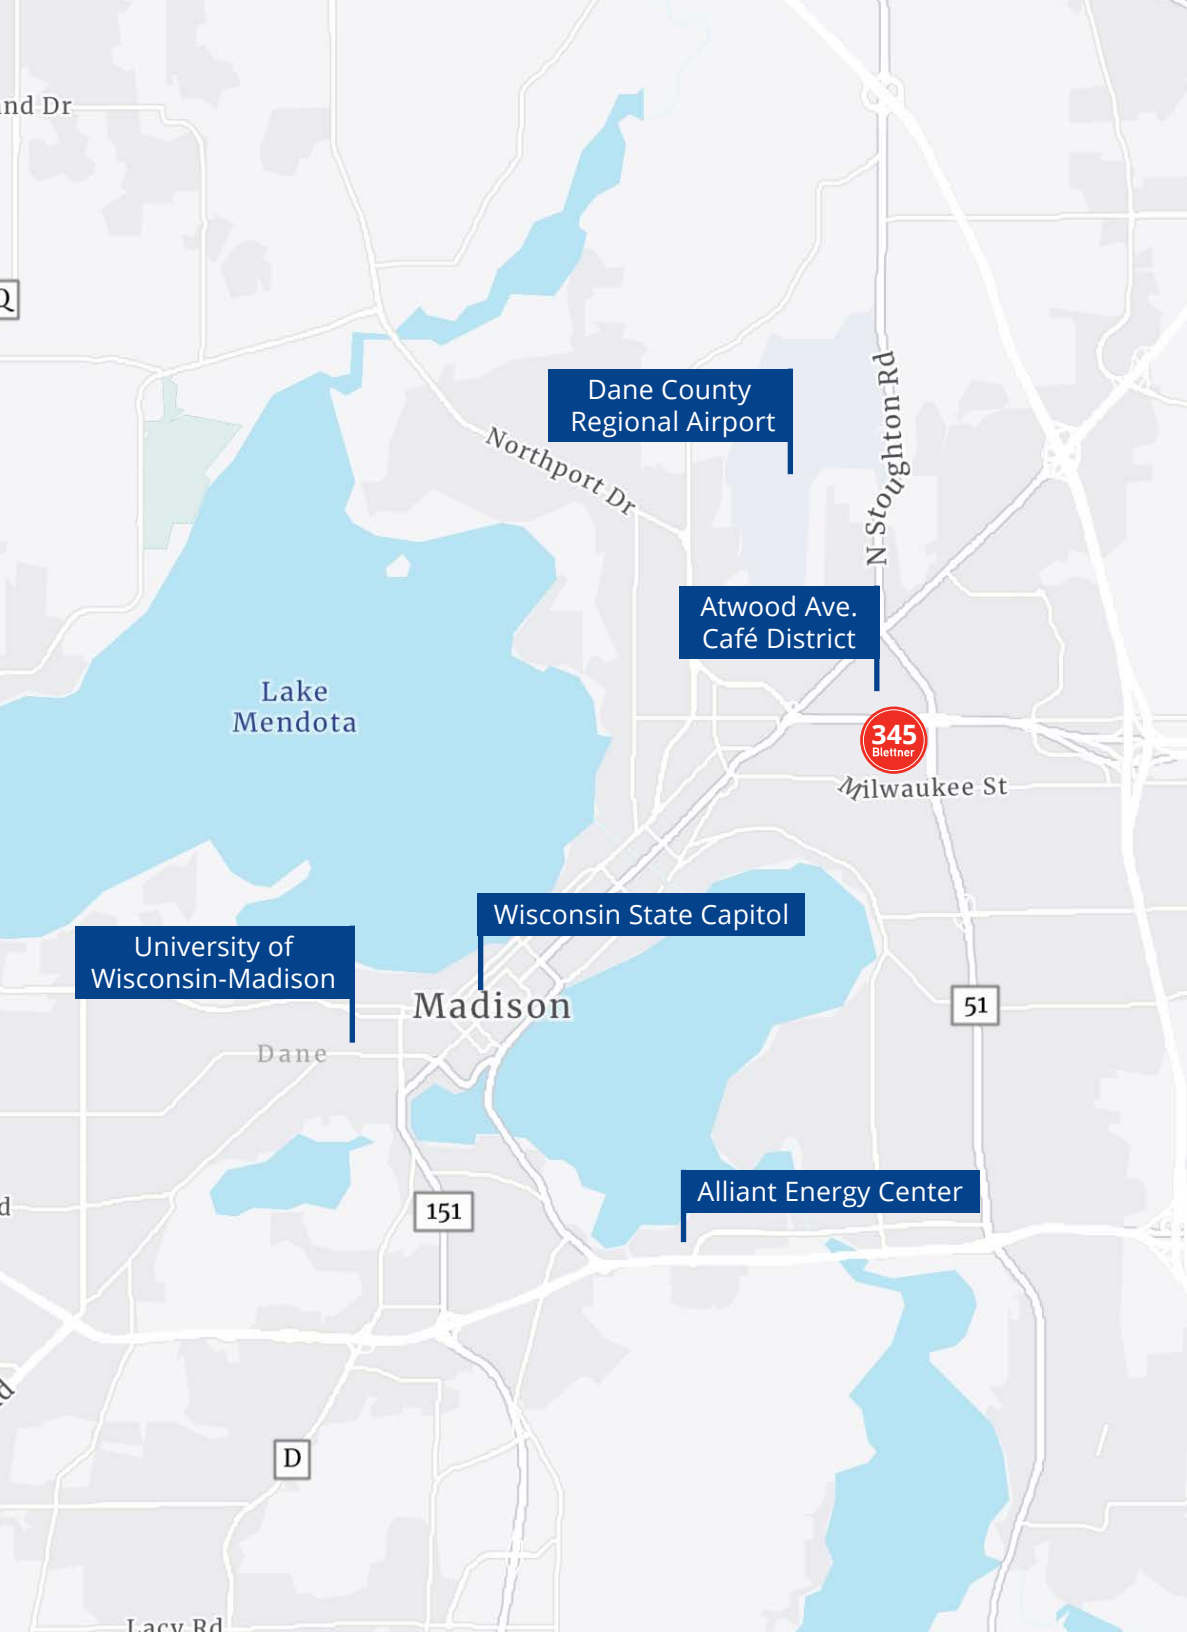 nd Dr
Q
Dane County
Regional Airport
N Stoughton Rd
Northport Dr
Atwood Ave.
Café District
Lake
Mendota
345
Blettner
Milwaukee St
Wisconsin State Capitol
University of
Wisconsin-Madison
Madison
51
Dane
Alliant Energy Center
151
d
d
D
Lacy Rd